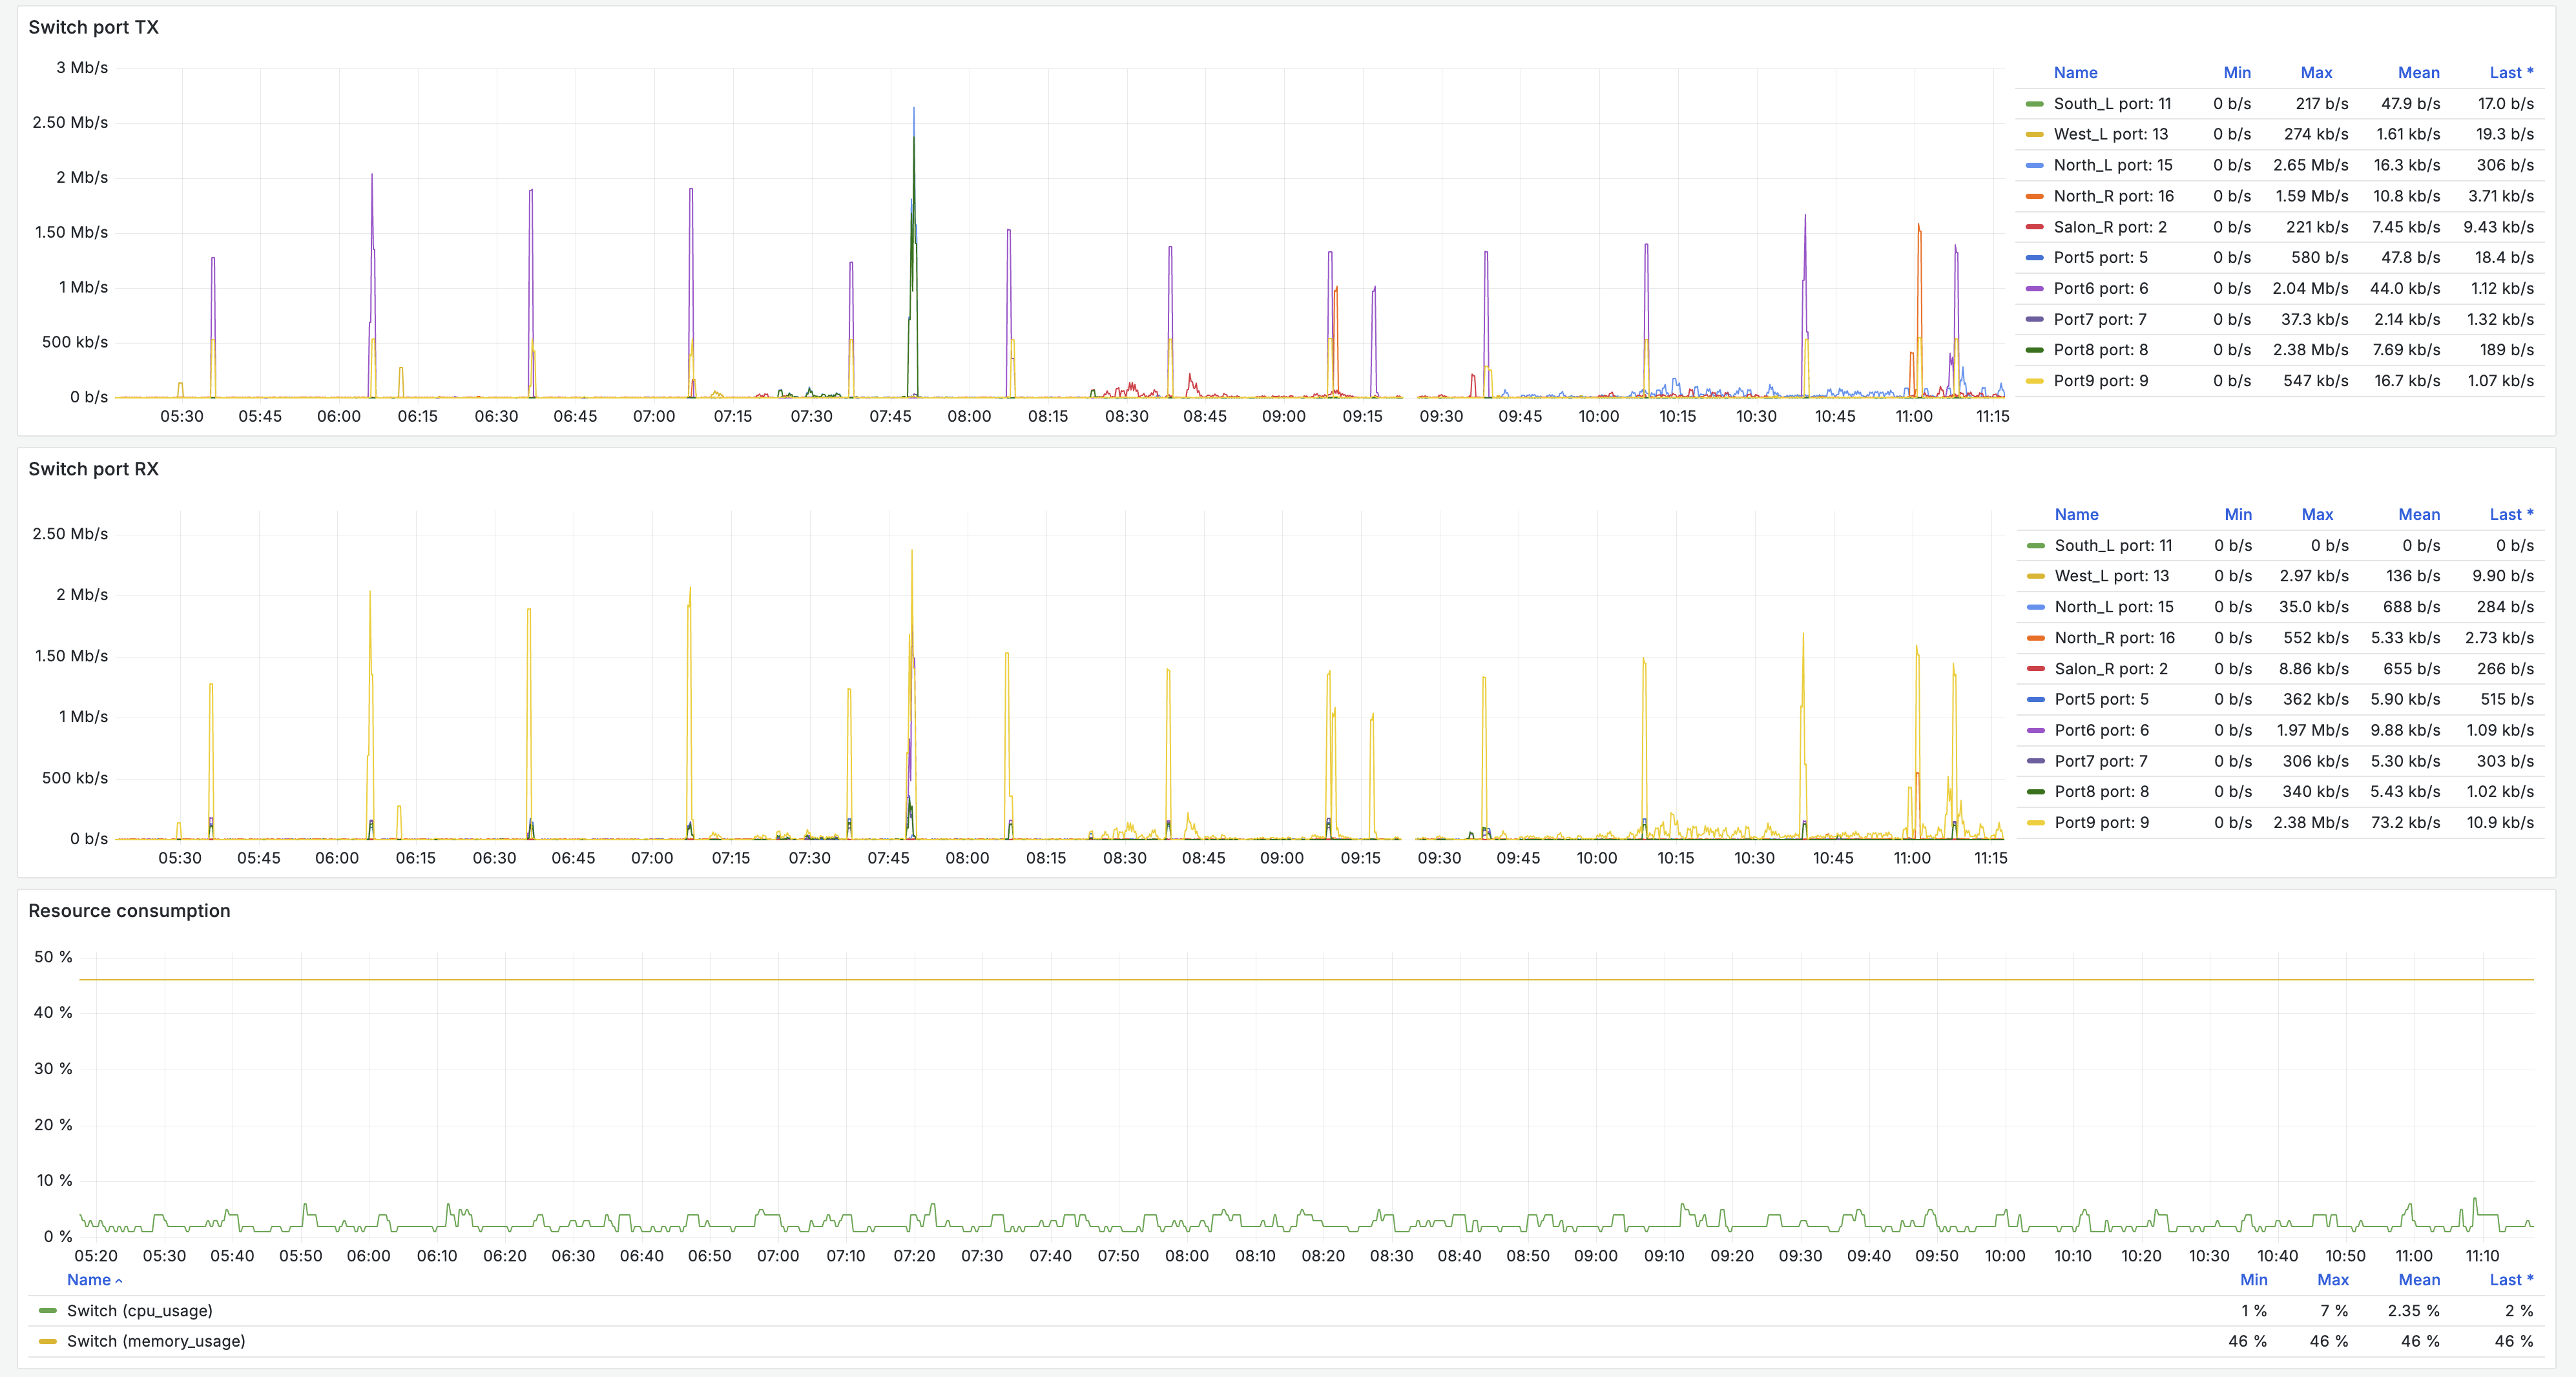 Switch port TX
3 Mb/s
2.50 Mb/s
2 Mb/s
1.50 Mb/s
1 Mb/s
500 kb/s
0 b/s
05:30 05:45 06:00 06:15 06:30 06:45 07:00 07:15 07:30 07:45 08:00 08:15 08:30 08:45 09:00 09:15 09:30 09:45 10:00 10:15 10:30 10:45 11:00 11:15
Name Min Max Mean Last *
South_L port: 11 0 b/s 217 b/s 47.9 b/s 17.0 b/s
West_L port: 13 0 b/s 274 kb/s 1.61 kb/s 19.3 b/s
North_L port: 15 0 b/s 2.65 Mb/s 16.3 kb/s 306 b/s
North_R port: 16 0 b/s 1.59 Mb/s 10.8 kb/s 3.71 kb/s
Salon_R port: 2 0 b/s 221 kb/s 7.45 kb/s 9.43 kb/s
Port5 port: 5 0 b/s 580 b/s 47.8 b/s 18.4 b/s
Port6 port: 6 0 b/s 2.04 Mb/s 44.0 kb/s 1.12 kb/s
Port7 port: 7 0 b/s 37.3 kb/s 2.14 kb/s 1.32 kb/s
Port8 port: 8 0 b/s 2.38 Mb/s 7.69 kb/s 189 b/s
Port9 port: 9 0 b/s 547 kb/s 16.7 kb/s 1.07 kb/s
Switch port RX
2.50 Mb/s
2 Mb/s
1.50 Mb/s
1 Mb/s
500 kb/s
0 b/s
05:30 05:45 06:00 06:15 06:30 06:45 07:00 07:15 07:30 07:45 08:00 08:15 08:30 08:45 09:00 09:15 09:30 09:45 10:00 10:15 10:30 10:45 11:00 11:15
Name Min Max Mean Last *
South_L port: 11 0 b/s 0 b/s 0 b/s 0 b/s
West_L port: 13 0 b/s 2.97 kb/s 136 b/s 9.90 b/s
North_L port: 15 0 b/s 35.0 kb/s 688 b/s 284 b/s
North_R port: 16 0 b/s 552 kb/s 5.33 kb/s 2.73 kb/s
Salon_R port: 2 0 b/s 8.86 kb/s 655 b/s 266 b/s
Port5 port: 5 0 b/s 362 kb/s 5.90 kb/s 515 b/s
Port6 port: 6 0 b/s 1.97 Mb/s 9.88 kb/s 1.09 kb/s
Port7 port: 7 0 b/s 306 kb/s 5.30 kb/s 303 b/s
Port8 port: 8 0 b/s 340 kb/s 5.43 kb/s 1.02 kb/s
Port9 port: 9 0 b/s 2.38 Mb/s 73.2 kb/s 10.9 kb/s
Resource consumption
50 %
40 %
30 %
20 %
10 %
0 %
05:20 05:30 05:40 05:50 06:00 06:10 06:20 06:30 06:40 06:50 07:00 07:10 07:20 07:30 07:40 07:50 08:00 08:10 08:20 08:30 08:40 08:50 09:00 09:10 09:20 09:30 09:40 09:50 10:00 10:10 10:20 10:30 10:40 10:50 11:00 11:10
Name Min Max Mean Last *
Switch (cpu_usage) 1 % 7 % 2.35 % 2 %
Switch (memory_usage) 46 % 46 % 46 % 46 %